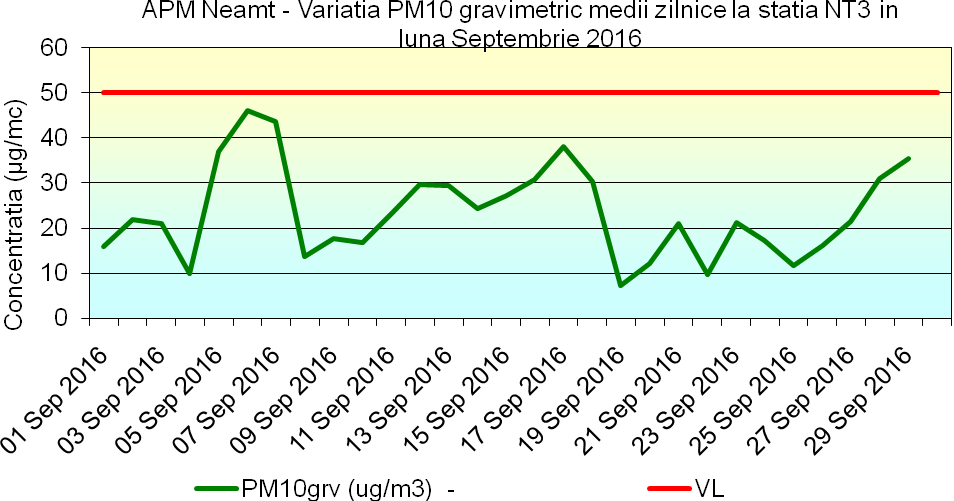 APM Neamt - Variatia PM10 gravimetric medii zilnice la statia NT3 in
luna Septembrie 2016
Concentratia (µg/mc)
60
50
40
30
20
10
0
01 Sep 2016
03 Sep 2016
05 Sep 2016
07 Sep 2016
09 Sep 2016
11 Sep 2016
13 Sep 2016
15 Sep 2016
17 Sep 2016
19 Sep 2016
21 Sep 2016
23 Sep 2016
25 Sep 2016
27 Sep 2016
29 Sep 2016
PM10grv (ug/m3) -
VL